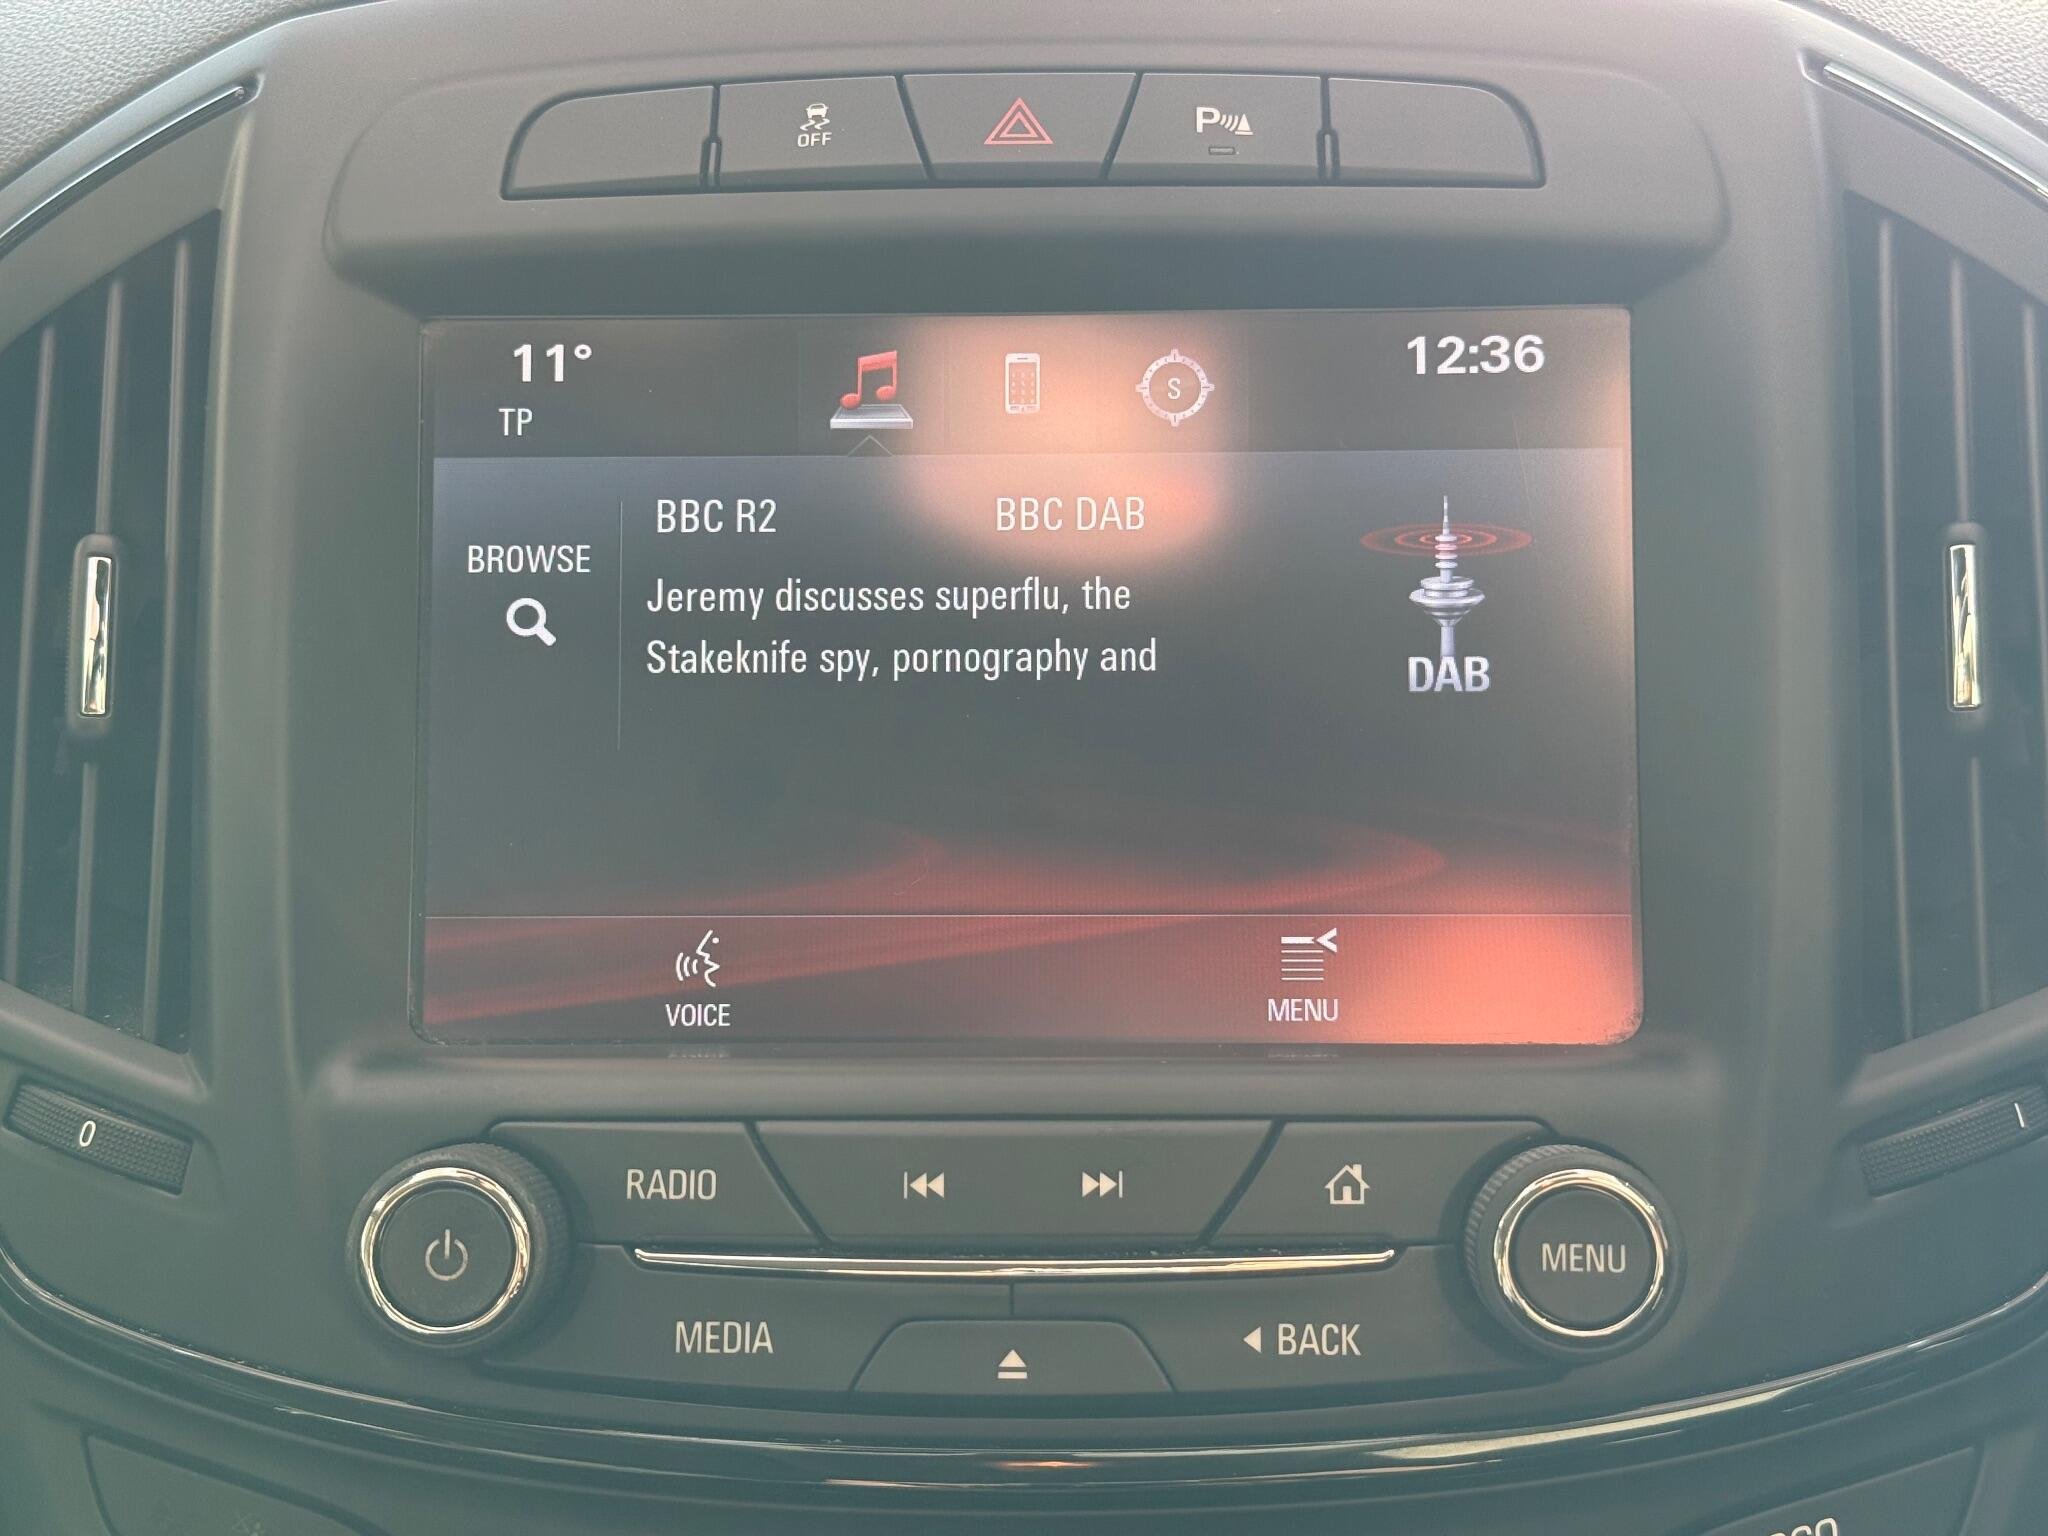 OFF
P
11°
12:36
TP
S
BBC R2 BBC DAB
BROWSE
Jeremy discusses superflu, the
Stakeknife spy, pornography and
DAB
VOICE
MENU
0
I
RADIO
MENU
MEDIA
BACK